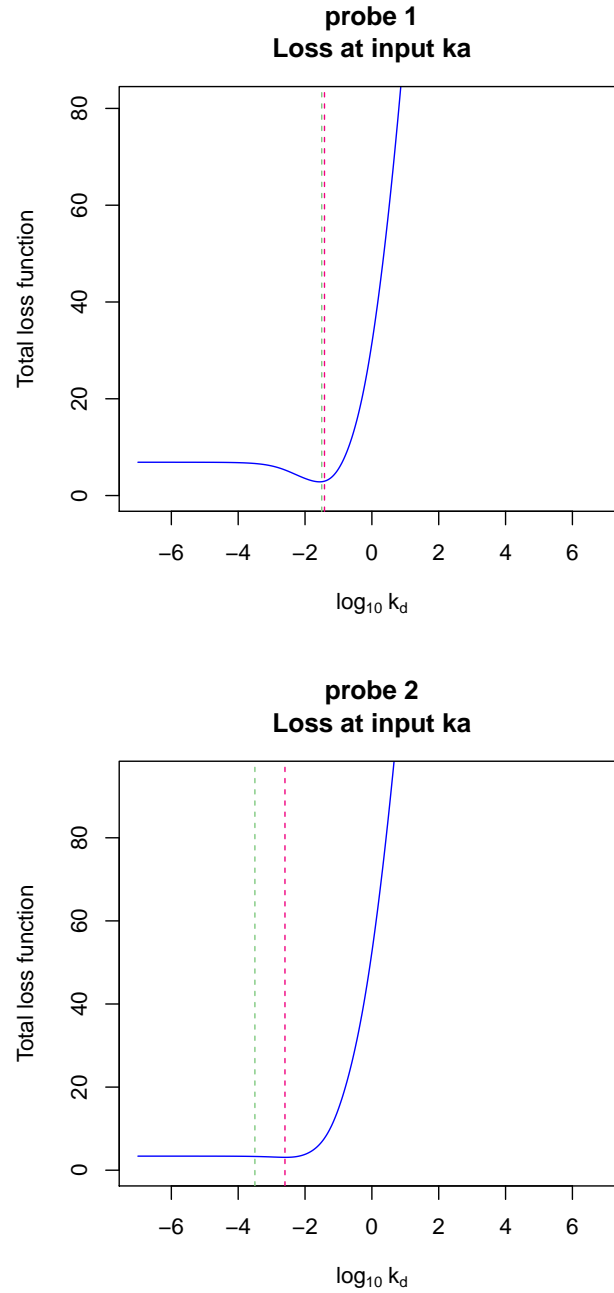 probe 1
Loss at input ka
80
60
40
20
0
Total loss function
−6 −4 −2 0 2 4 6
log₁₀ k_d
probe 2
Loss at input ka
80
60
40
20
0
Total loss function
−6 −4 −2 0 2 4 6
log₁₀ k_d